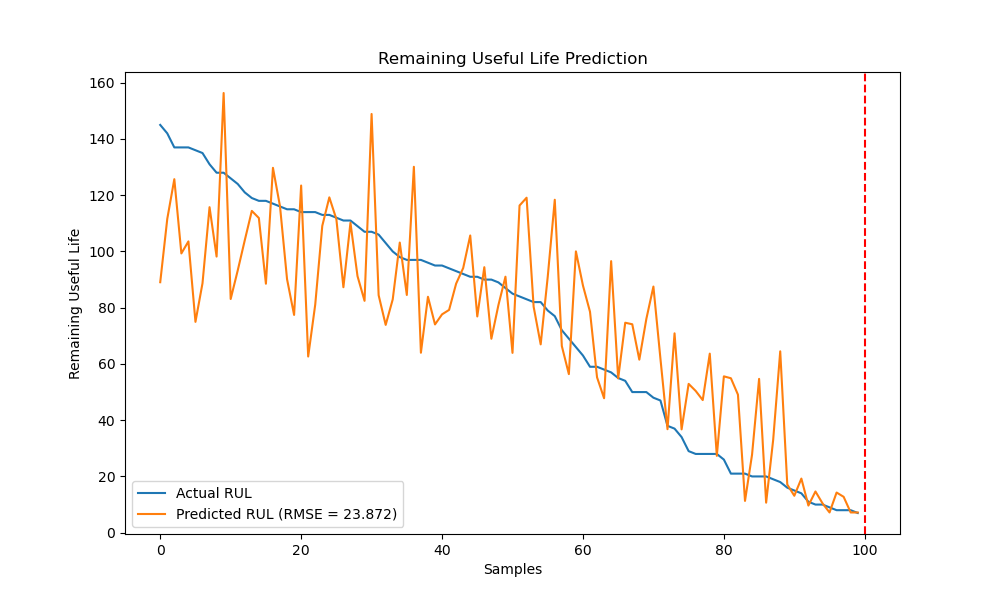 Remaining Useful Life Prediction
Remaining Useful Life
160
140
120
100
80
60
40
20
0
Actual RUL
Predicted RUL (RMSE = 23.872)
0 20 40 60 80 100
Samples